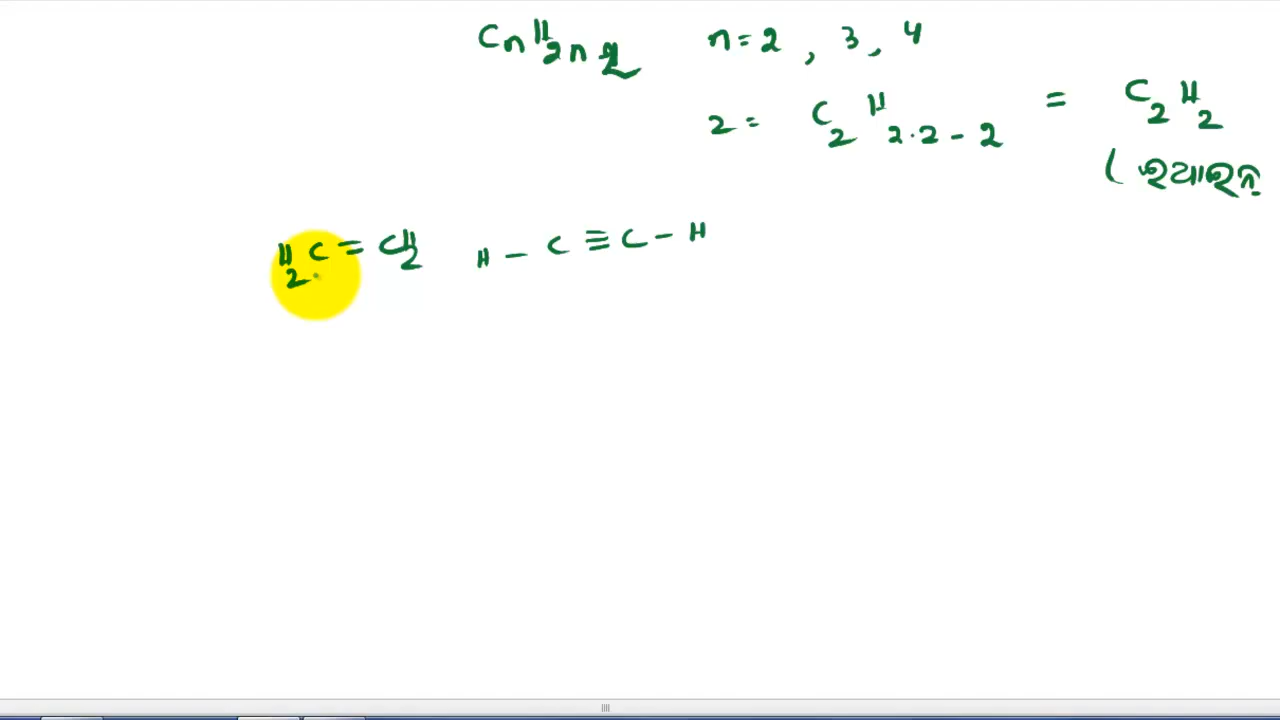 CnH2n-2 n = 2 , 3 , 4
2 = C2H2·2-2 = C2H2
(ଇଥାଇନ
H2C = CH2 H - C ≡ C - H